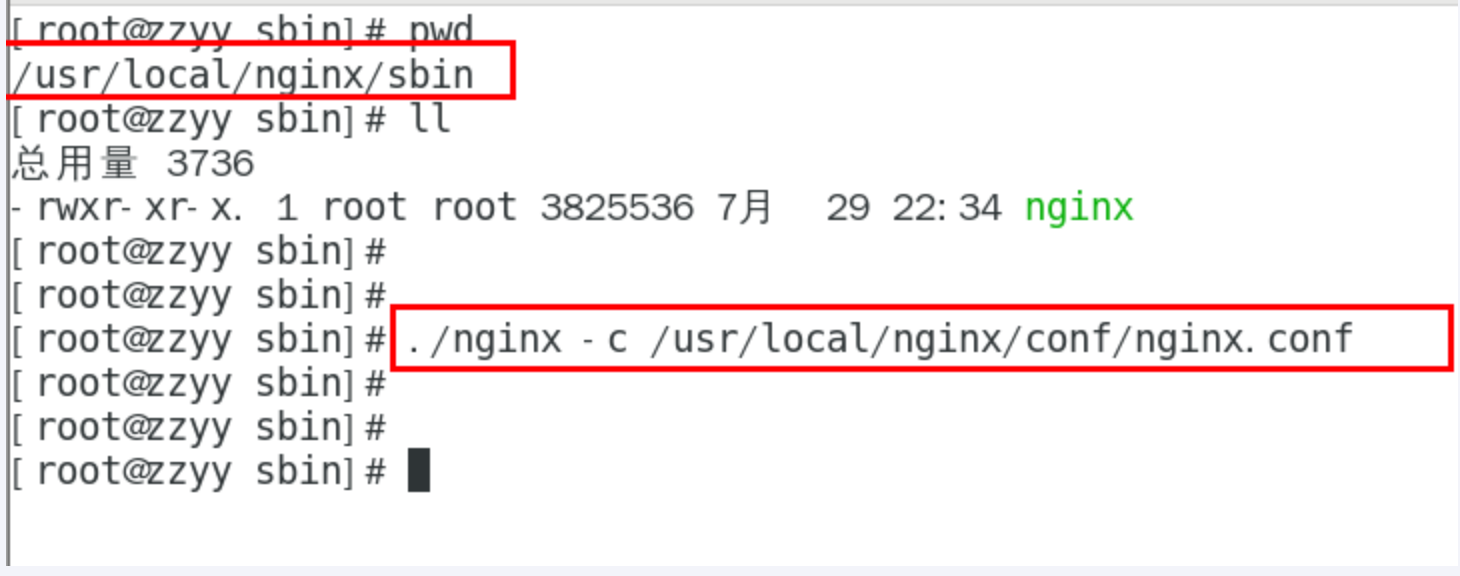 [root@zzyy sbin]# pwd
/usr/local/nginx/sbin
[root@zzyy sbin]# ll
总用量 3736
-rwxr-xr-x. 1 root root 3825536 7月  29 22:34 nginx
[root@zzyy sbin]#
[root@zzyy sbin]#
[root@zzyy sbin]# ./nginx -c /usr/local/nginx/conf/nginx.conf
[root@zzyy sbin]#
[root@zzyy sbin]#
[root@zzyy sbin]#